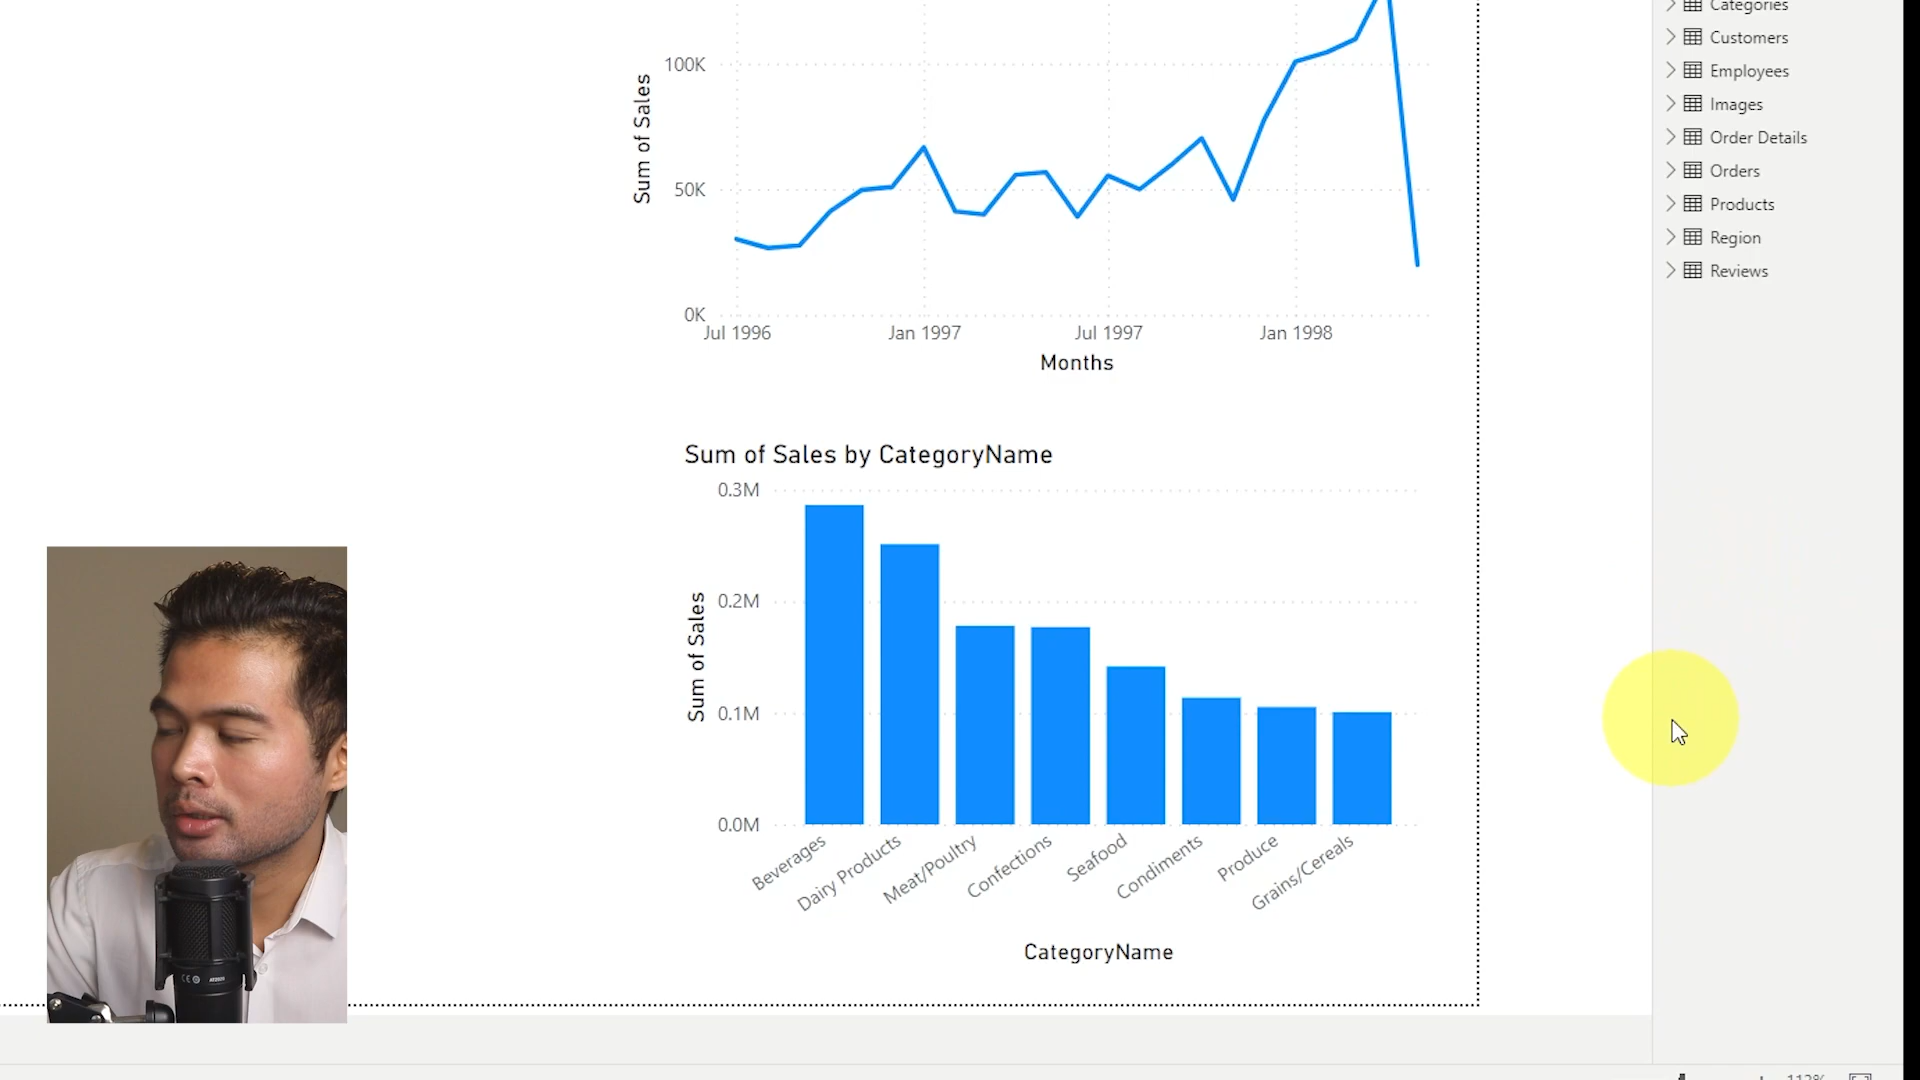 Categories
Customers
Employees
Images
Order Details
Orders
Products
Region
Reviews
100K
50K
0K
Sum of Sales
Jul 1996
Jan 1997
Jul 1997
Jan 1998
Months
Sum of Sales by CategoryName
0.3M
0.2M
0.1M
0.0M
Sum of Sales
Beverages
Dairy Products
Meat/Poultry
Confections
Seafood
Condiments
Produce
Grains/Cereals
CategoryName